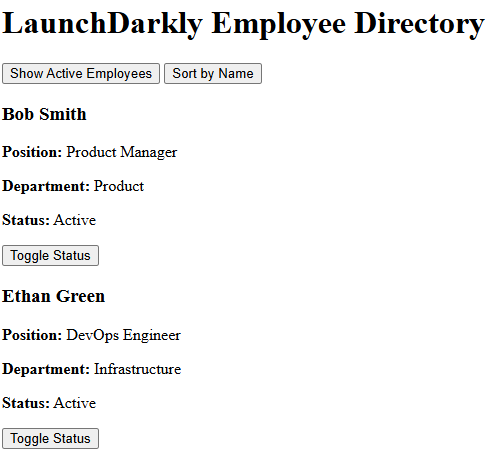 LaunchDarkly Employee Directory
Show Active Employees Sort by Name
Bob Smith
Position: Product Manager
Department: Product
Status: Active
Toggle Status
Ethan Green
Position: DevOps Engineer
Department: Infrastructure
Status: Active
Toggle Status